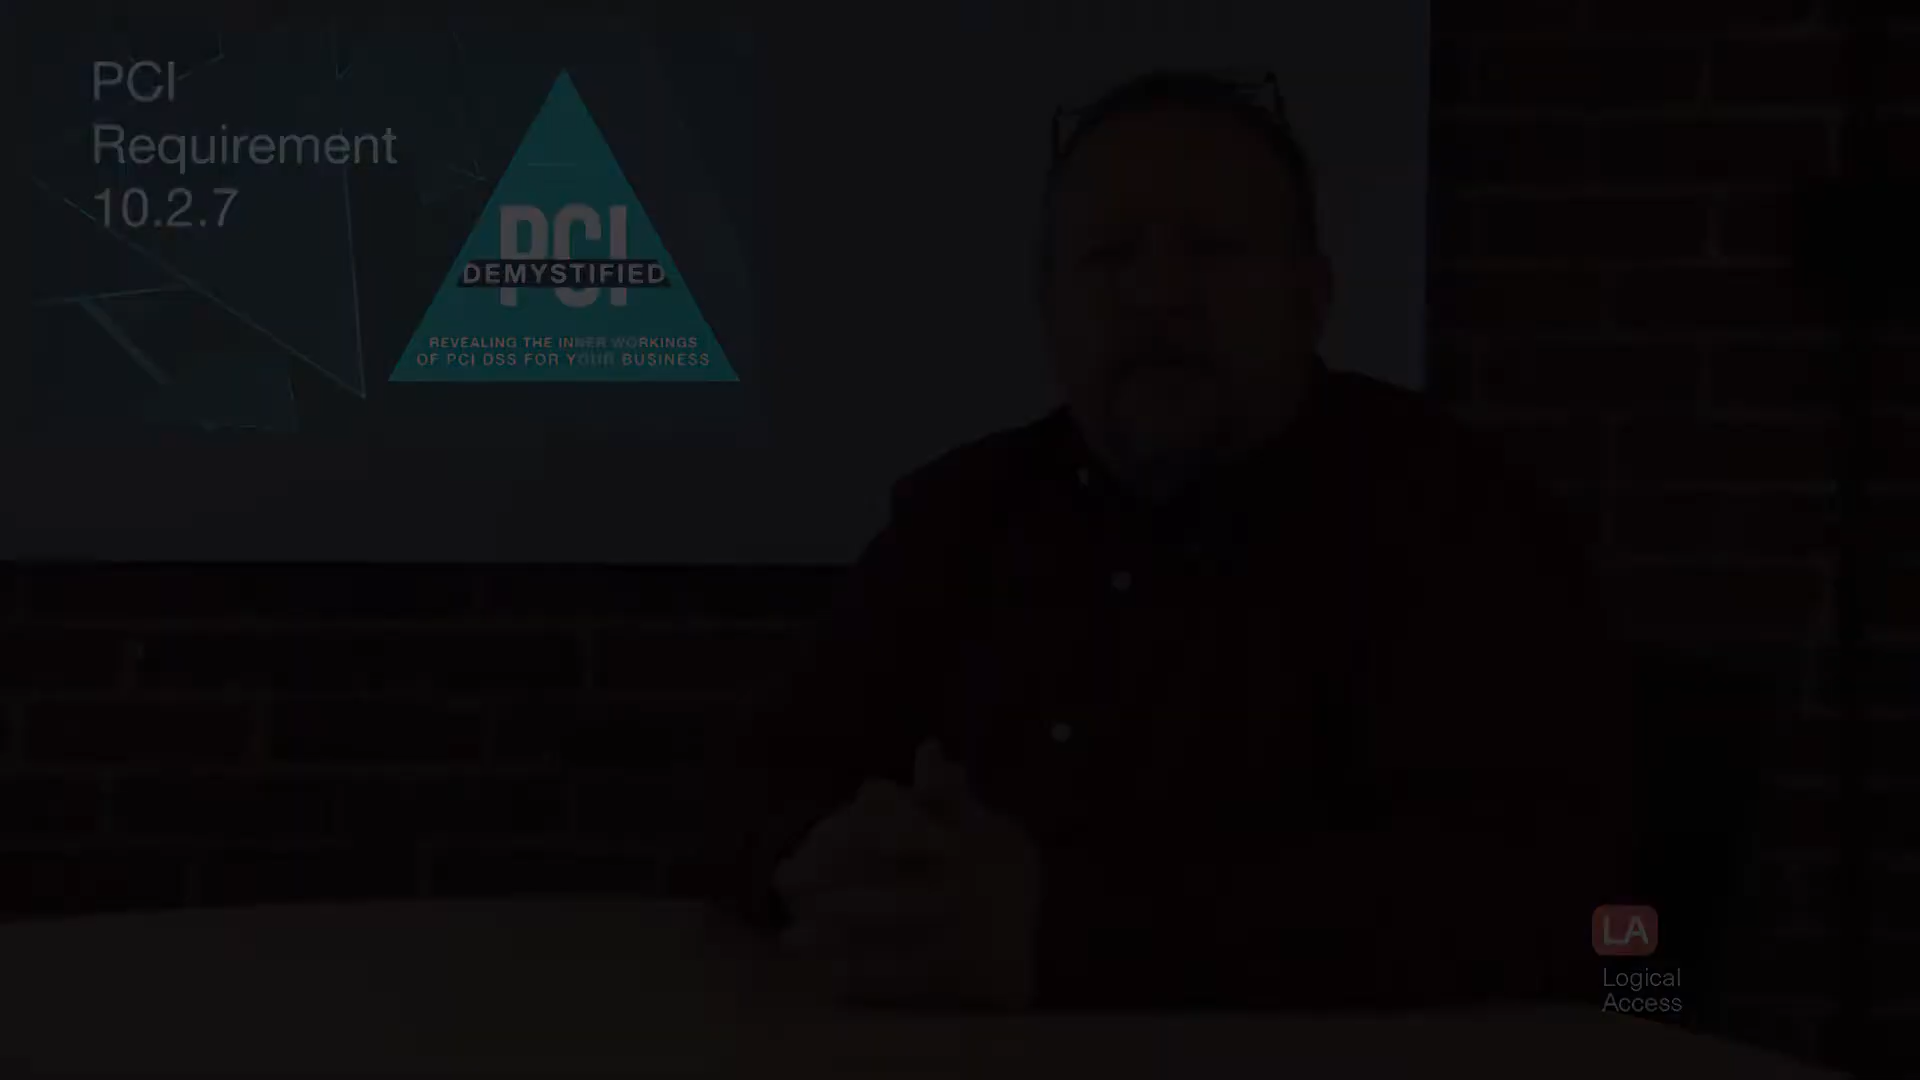 PCI
Requirement
10.2.7
PCI
DEMYSTIFIED
REVEALING THE INNER WORKINGS
OF PCI DSS FOR YOUR BUSINESS
LA
Logical
Access